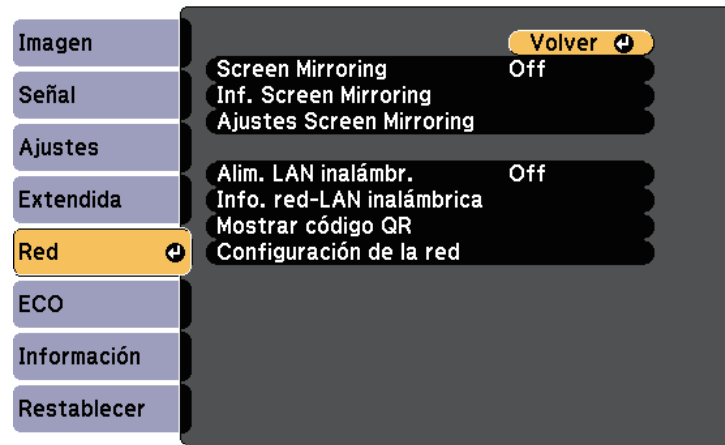 Imagen
Señal
Ajustes
Extendida
Red
ECO
Información
Restablecer
Volver
Screen Mirroring Off
Inf. Screen Mirroring
Ajustes Screen Mirroring
Alim. LAN inalámbr. Off
Info. red-LAN inalámbrica
Mostrar código QR
Configuración de la red